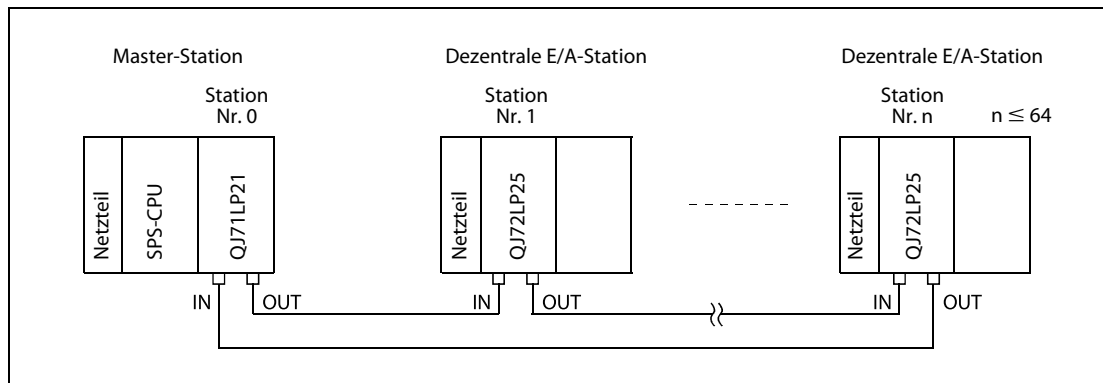 Master-Station
Dezentrale E/A-Station
Dezentrale E/A-Station
Station
Nr. 0
Station
Nr. 1
Station
Nr. n
n ≤ 64
Netzteil
SPS-CPU
QJ71LP21
Netzteil
QJ72LP25
Netzteil
QJ72LP25
IN
OUT
IN
OUT
IN
OUT